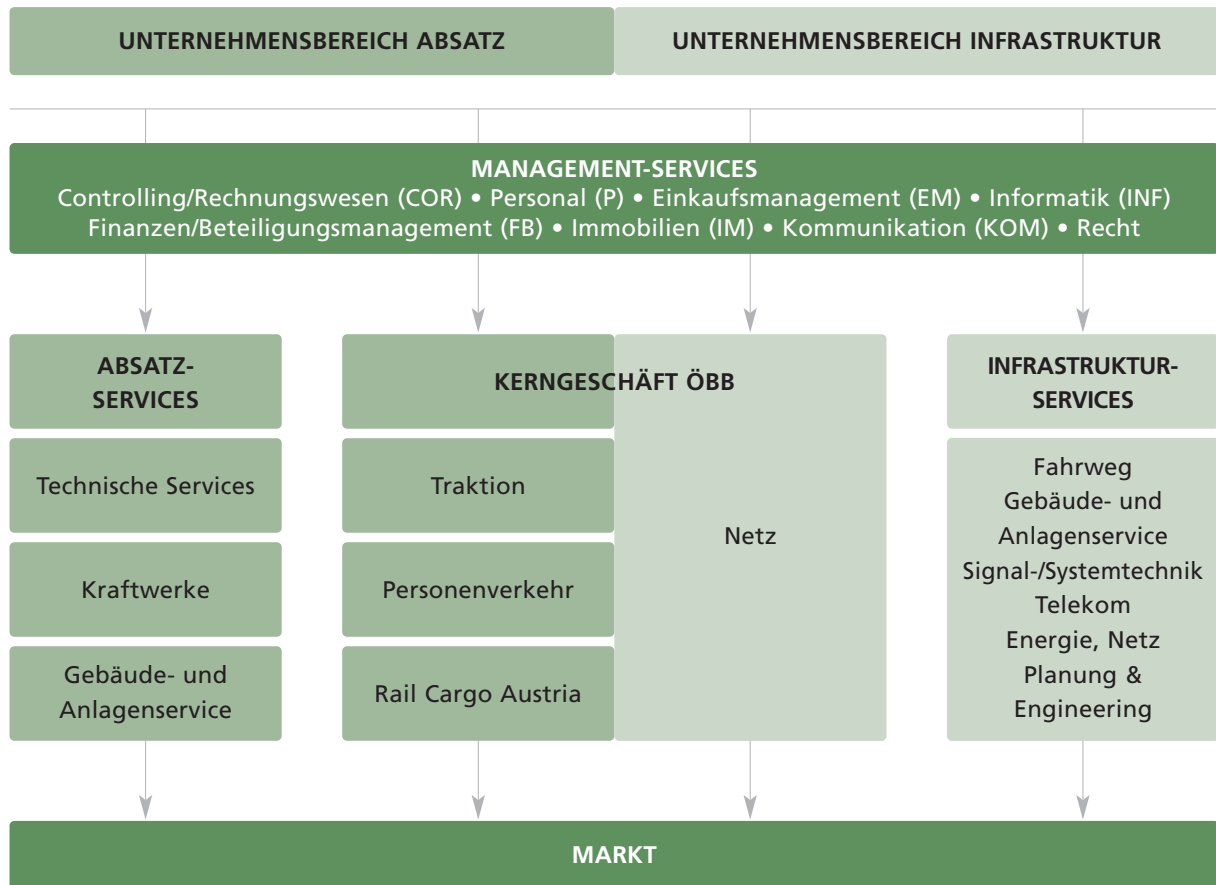 UNTERNEHMENSBEREICH ABSATZ
UNTERNEHMENSBEREICH INFRASTRUKTUR
MANAGEMENT-SERVICES
Controlling/Rechnungswesen (COR) • Personal (P) • Einkaufsmanagement (EM) • Informatik (INF)
Finanzen/Beteiligungsmanagement (FB) • Immobilien (IM) • Kommunikation (KOM) • Recht
ABSATZ-
SERVICES
Technische Services
Kraftwerke
Gebäude- und
Anlagenservice
KERNGESCHÄFT ÖBB
Traktion
Personenverkehr
Rail Cargo Austria
Netz
INFRASTRUKTUR-
SERVICES
Fahrweg
Gebäude- und
Anlagenservice
Signal-/Systemtechnik
Telekom
Energie, Netz
Planung &
Engineering
MARKT